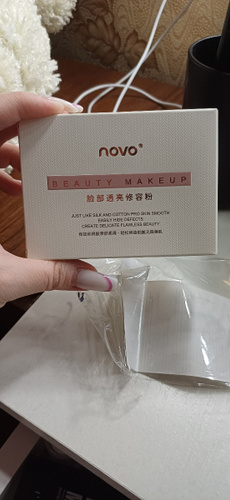 novo®
BEAUTY MAKEUP
脸部透亮修容粉
JUST LIKE SILK AND COTTON PRO SKIN SMOOTH
EASILY HIDE DEFECTS
CREATE DELICATE FLAWLESS BEAUTY